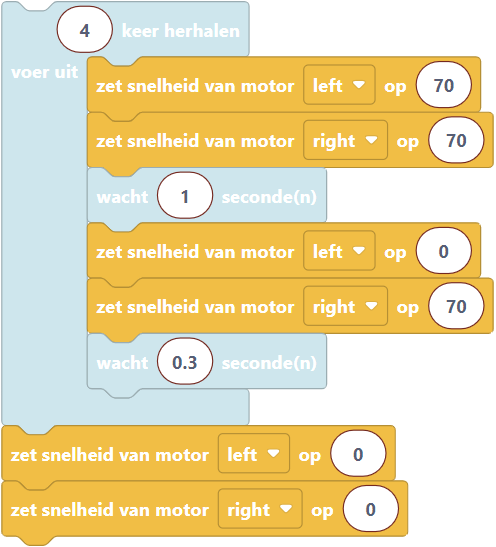 4 keer herhalen
voer uit
zet snelheid van motor left op 70
zet snelheid van motor right op 70
wacht 1 seconde(n)
zet snelheid van motor left op 0
zet snelheid van motor right op 70
wacht 0.3 seconde(n)
zet snelheid van motor left op 0
zet snelheid van motor right op 0